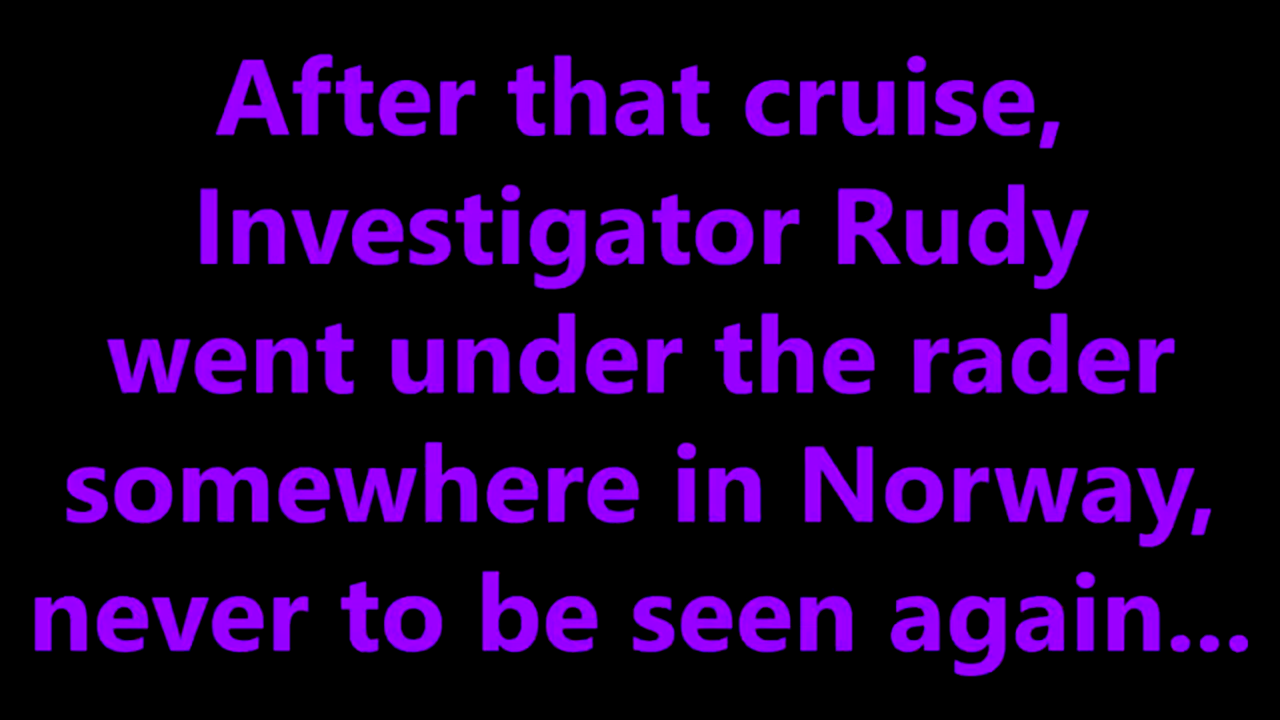 After that cruise,
Investigator Rudy
went under the rader
somewhere in Norway,
never to be seen again...